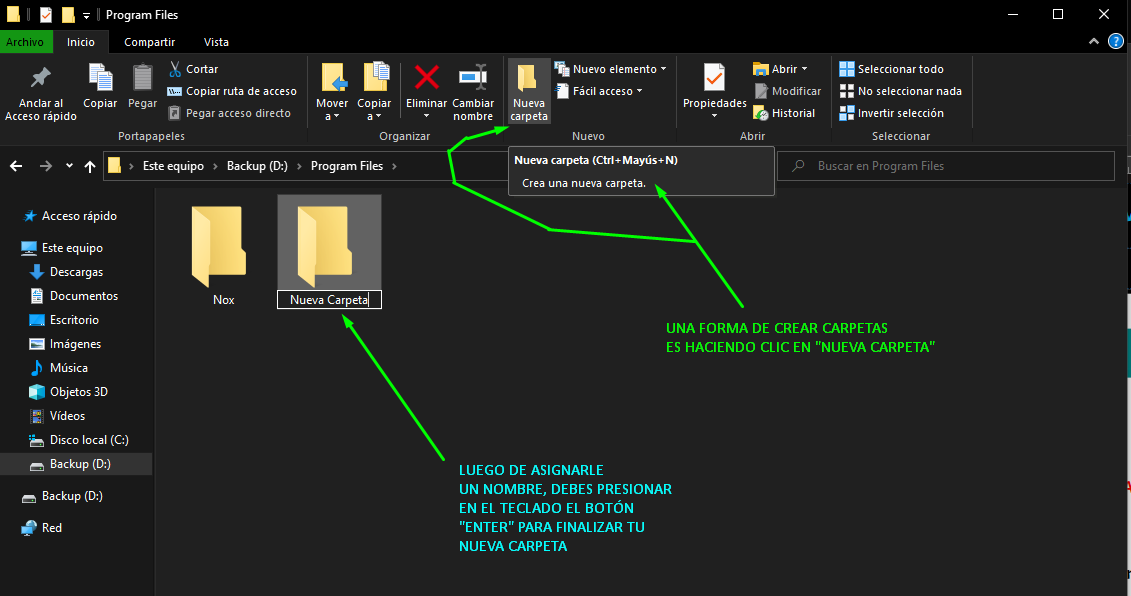 Program Files
Archivo
Inicio
Compartir
Vista
Anclar al
Acceso rápido
Copiar
Pegar
Cortar
Copiar ruta de acceso
Pegar acceso directo
Portapapeles
Mover
a
Copiar
a
Eliminar
Cambiar
nombre
Organizar
Nueva
carpeta
Nuevo elemento
Fácil acceso
Nuevo
Propiedades
Abrir
Modificar
Historial
Abrir
Seleccionar todo
No seleccionar nada
Invertir selección
Seleccionar
Este equipo > Backup (D:) > Program Files >
Buscar en Program Files
Nueva carpeta (Ctrl+Mayús+N)
Crea una nueva carpeta.
Acceso rápido
Este equipo
Descargas
Documentos
Escritorio
Imágenes
Música
Objetos 3D
Vídeos
Disco local (C:)
Backup (D:)
Backup (D:)
Red
Nox
Nueva Carpeta
UNA FORMA DE CREAR CARPETAS
ES HACIENDO CLIC EN "NUEVA CARPETA"
LUEGO DE ASIGNARLE
UN NOMBRE, DEBES PRESIONAR
EN EL TECLADO EL BOTÓN
"ENTER" PARA FINALIZAR TU
NUEVA CARPETA